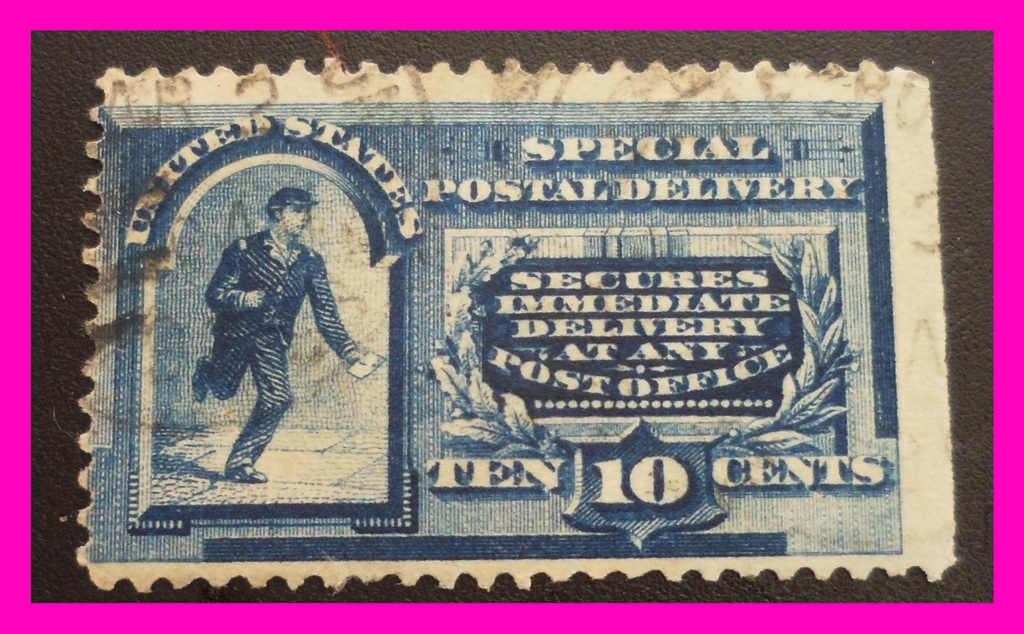 UNITED STATES
SPECIAL
POSTAL DELIVERY
SECURES
IMMEDIATE
DELIVERY
AT ANY
POST OFFICE
TEN 10 CENTS